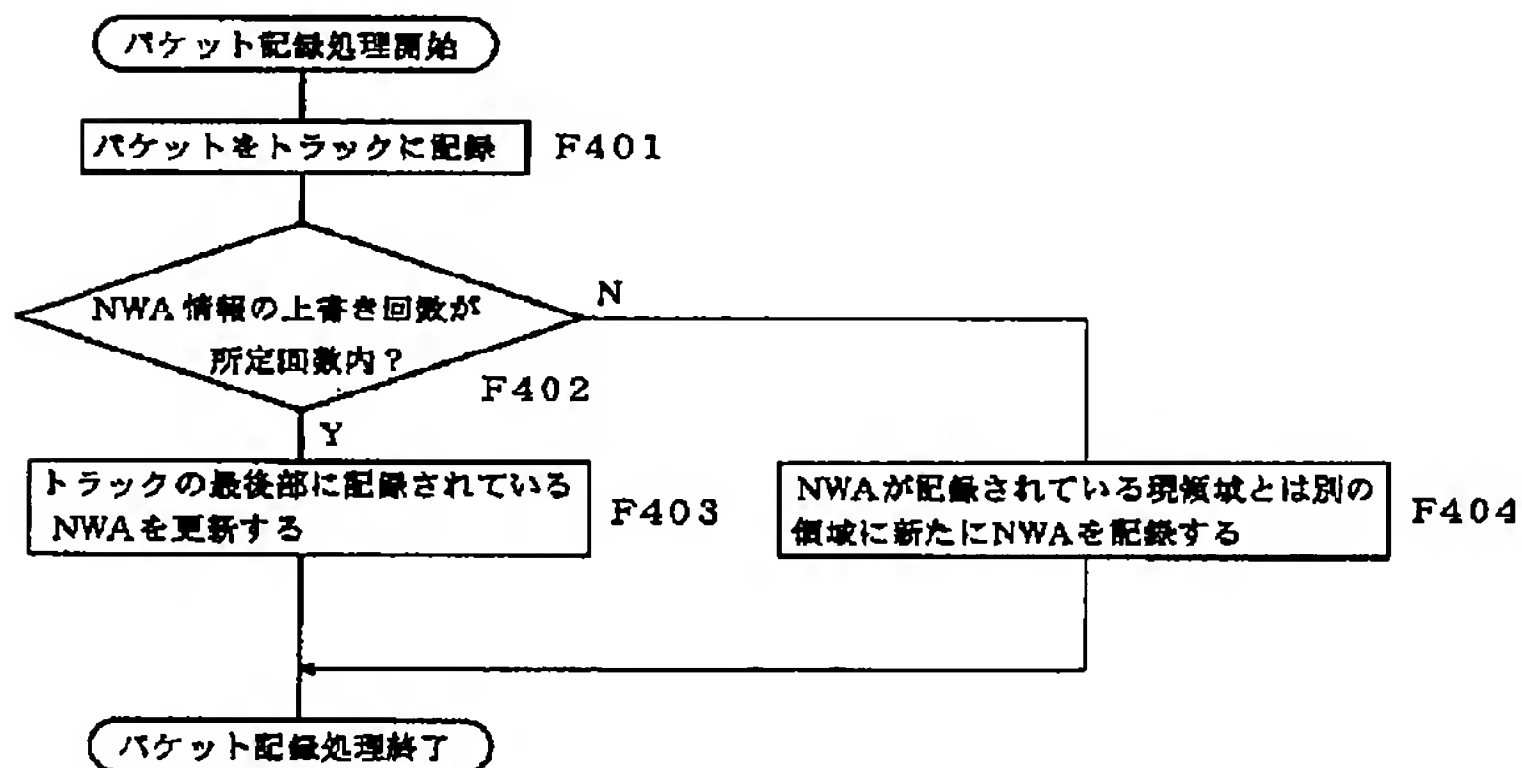 パケット記録処理開始
パケットをトラックに記録
F401
NWA情報の上書き回数が
所定回数内?
F402
N
Y
トラックの最後部に記録されている
NWAを更新する
F403
NWAが記録されている現領域とは別の
領域に新たにNWAを記録する
F404
パケット記録処理終了